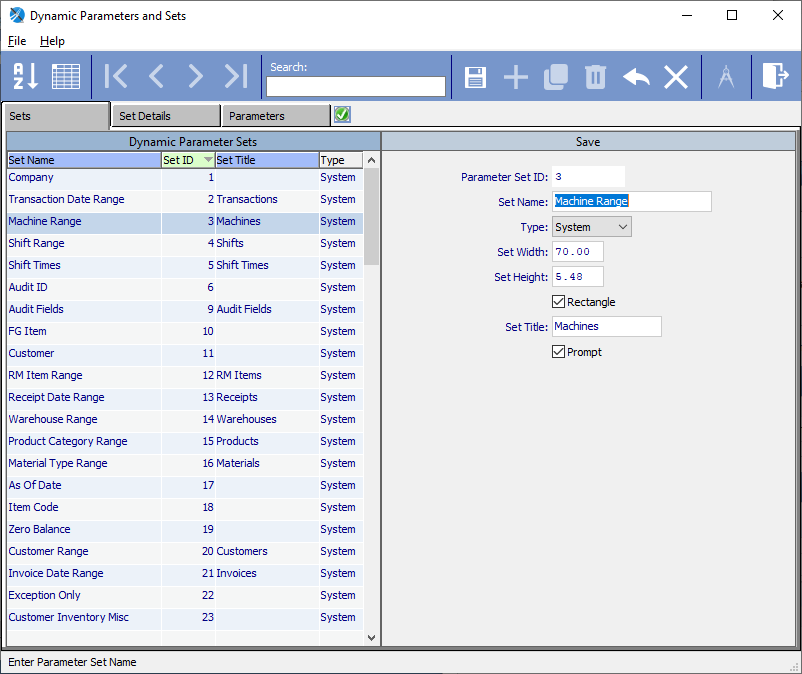 Dynamic Parameters and Sets
File Help
A Z Search:
Sets Set Details Parameters
Dynamic Parameter Sets
Set Name Set ID Set Title Type
Company 1 System
Transaction Date Range 2 Transactions System
Machine Range 3 Machines System
Shift Range 4 Shifts System
Shift Times 5 Shift Times System
Audit ID 6 System
Audit Fields 9 Audit Fields System
FG Item 10 System
Customer 11 System
RM Item Range 12 RM Items System
Receipt Date Range 13 Receipts System
Warehouse Range 14 Warehouses System
Product Category Range 15 Products System
Material Type Range 16 Materials System
As Of Date 17 System
Item Code 18 System
Zero Balance 19 System
Customer Range 20 Customers System
Invoice Date Range 21 Invoices System
Exception Only 22 System
Customer Inventory Misc 23 System
Save
Parameter Set ID: 3
Set Name: Machine Range
Type: System
Set Width: 70.00
Set Height: 5.48
Rectangle
Set Title: Machines
Prompt
Enter Parameter Set Name